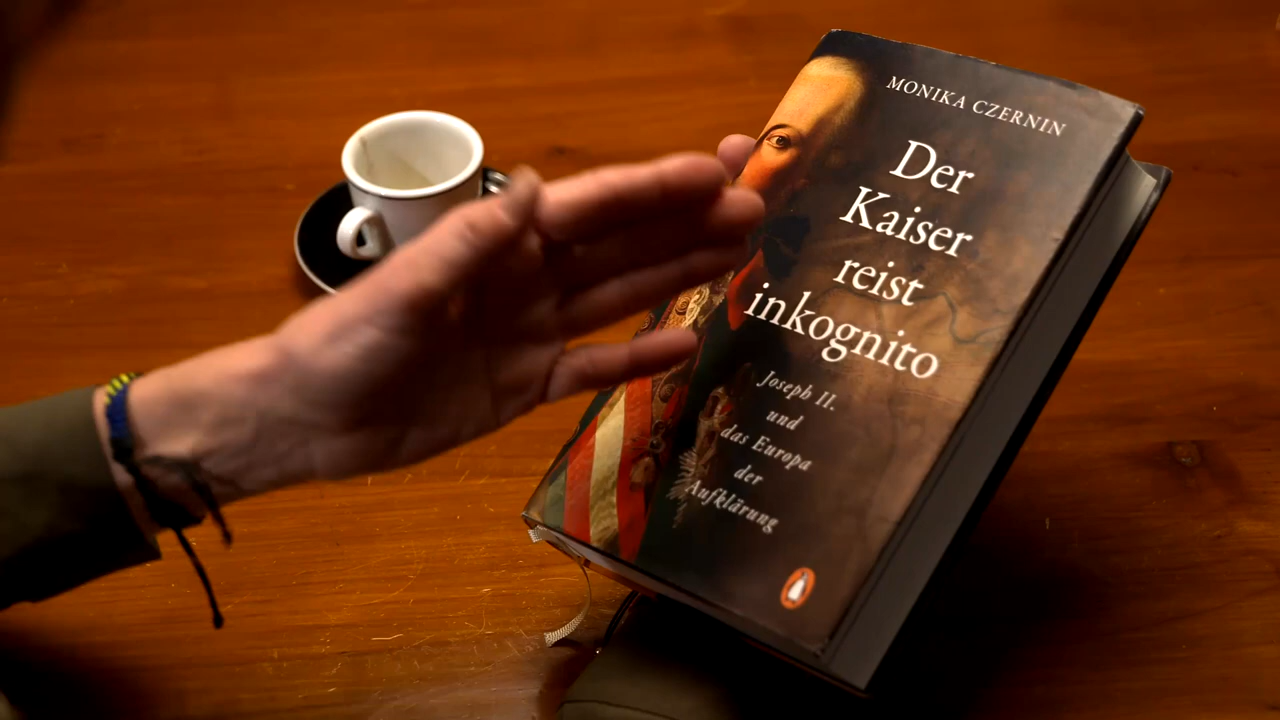 MONIKA CZERNIN
Der
Kaiser
reist
inkognito
Joseph II.
und
das Europa
der
Aufklärung